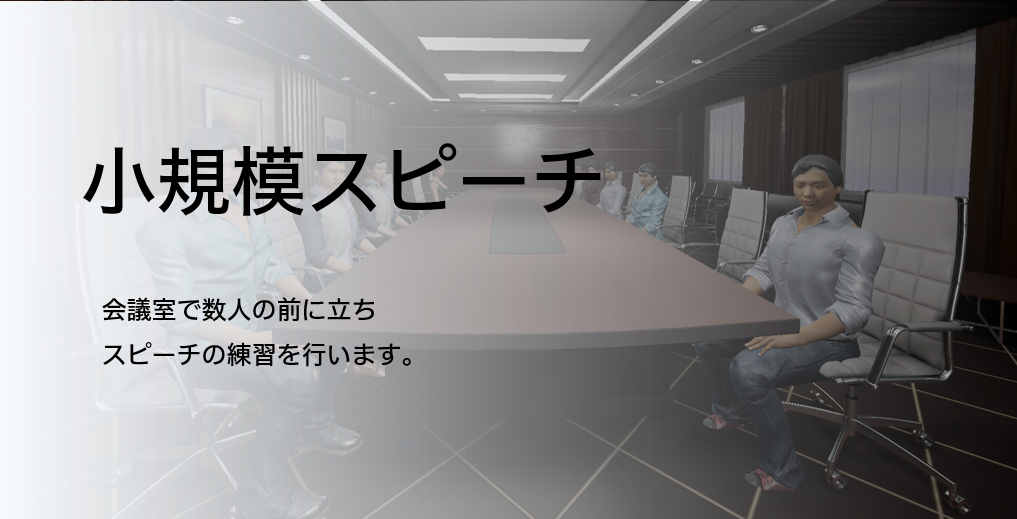 小規模スピーチ
会議室で数人の前に立ち
スピーチの練習を行います。